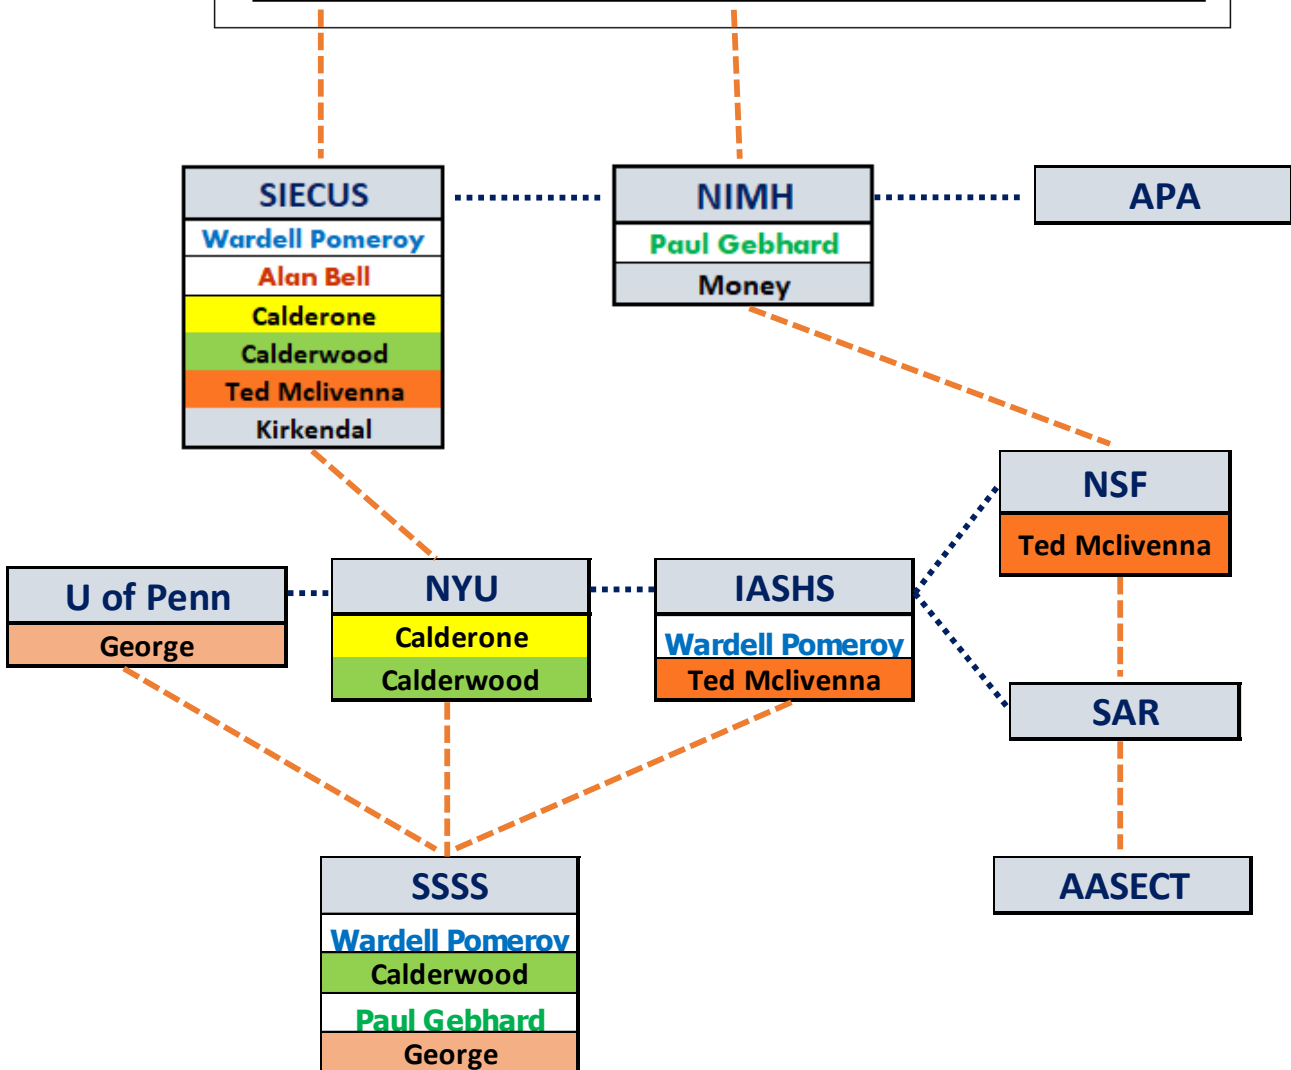 SIECUS
Wardell Pomeroy
Alan Bell
Calderone
Calderwood
Ted Mclivenna
Kirkendal
NIMH
Paul Gebhard
Money
APA
NSF
Ted Mclivenna
U of Penn
George
NYU
Calderone
Calderwood
IASHS
Wardell Pomeroy
Ted Mclivenna
SAR
SSSS
Wardell Pomeroy
Calderwood
Paul Gebhard
George
AASECT